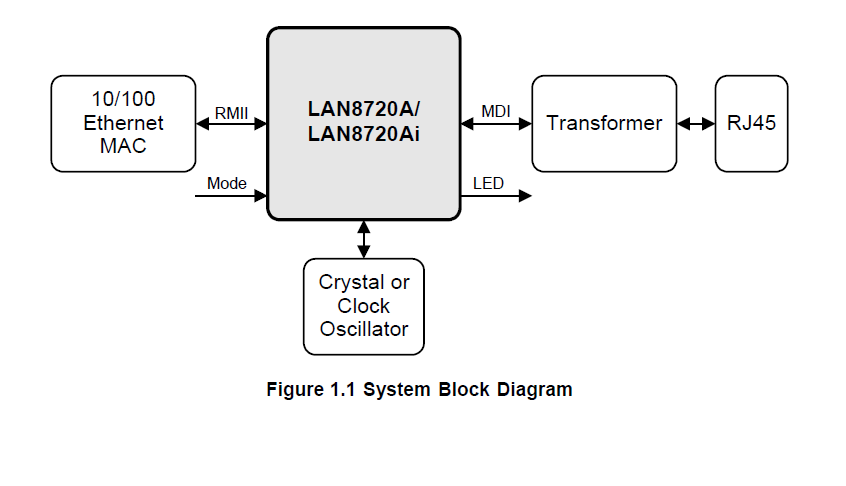 10/100
Ethernet
MAC
RMII
Mode
LAN8720A/
LAN8720Ai
MDI
LED
Transformer
RJ45
Crystal or
Clock
Oscillator
Figure 1.1 System Block Diagram